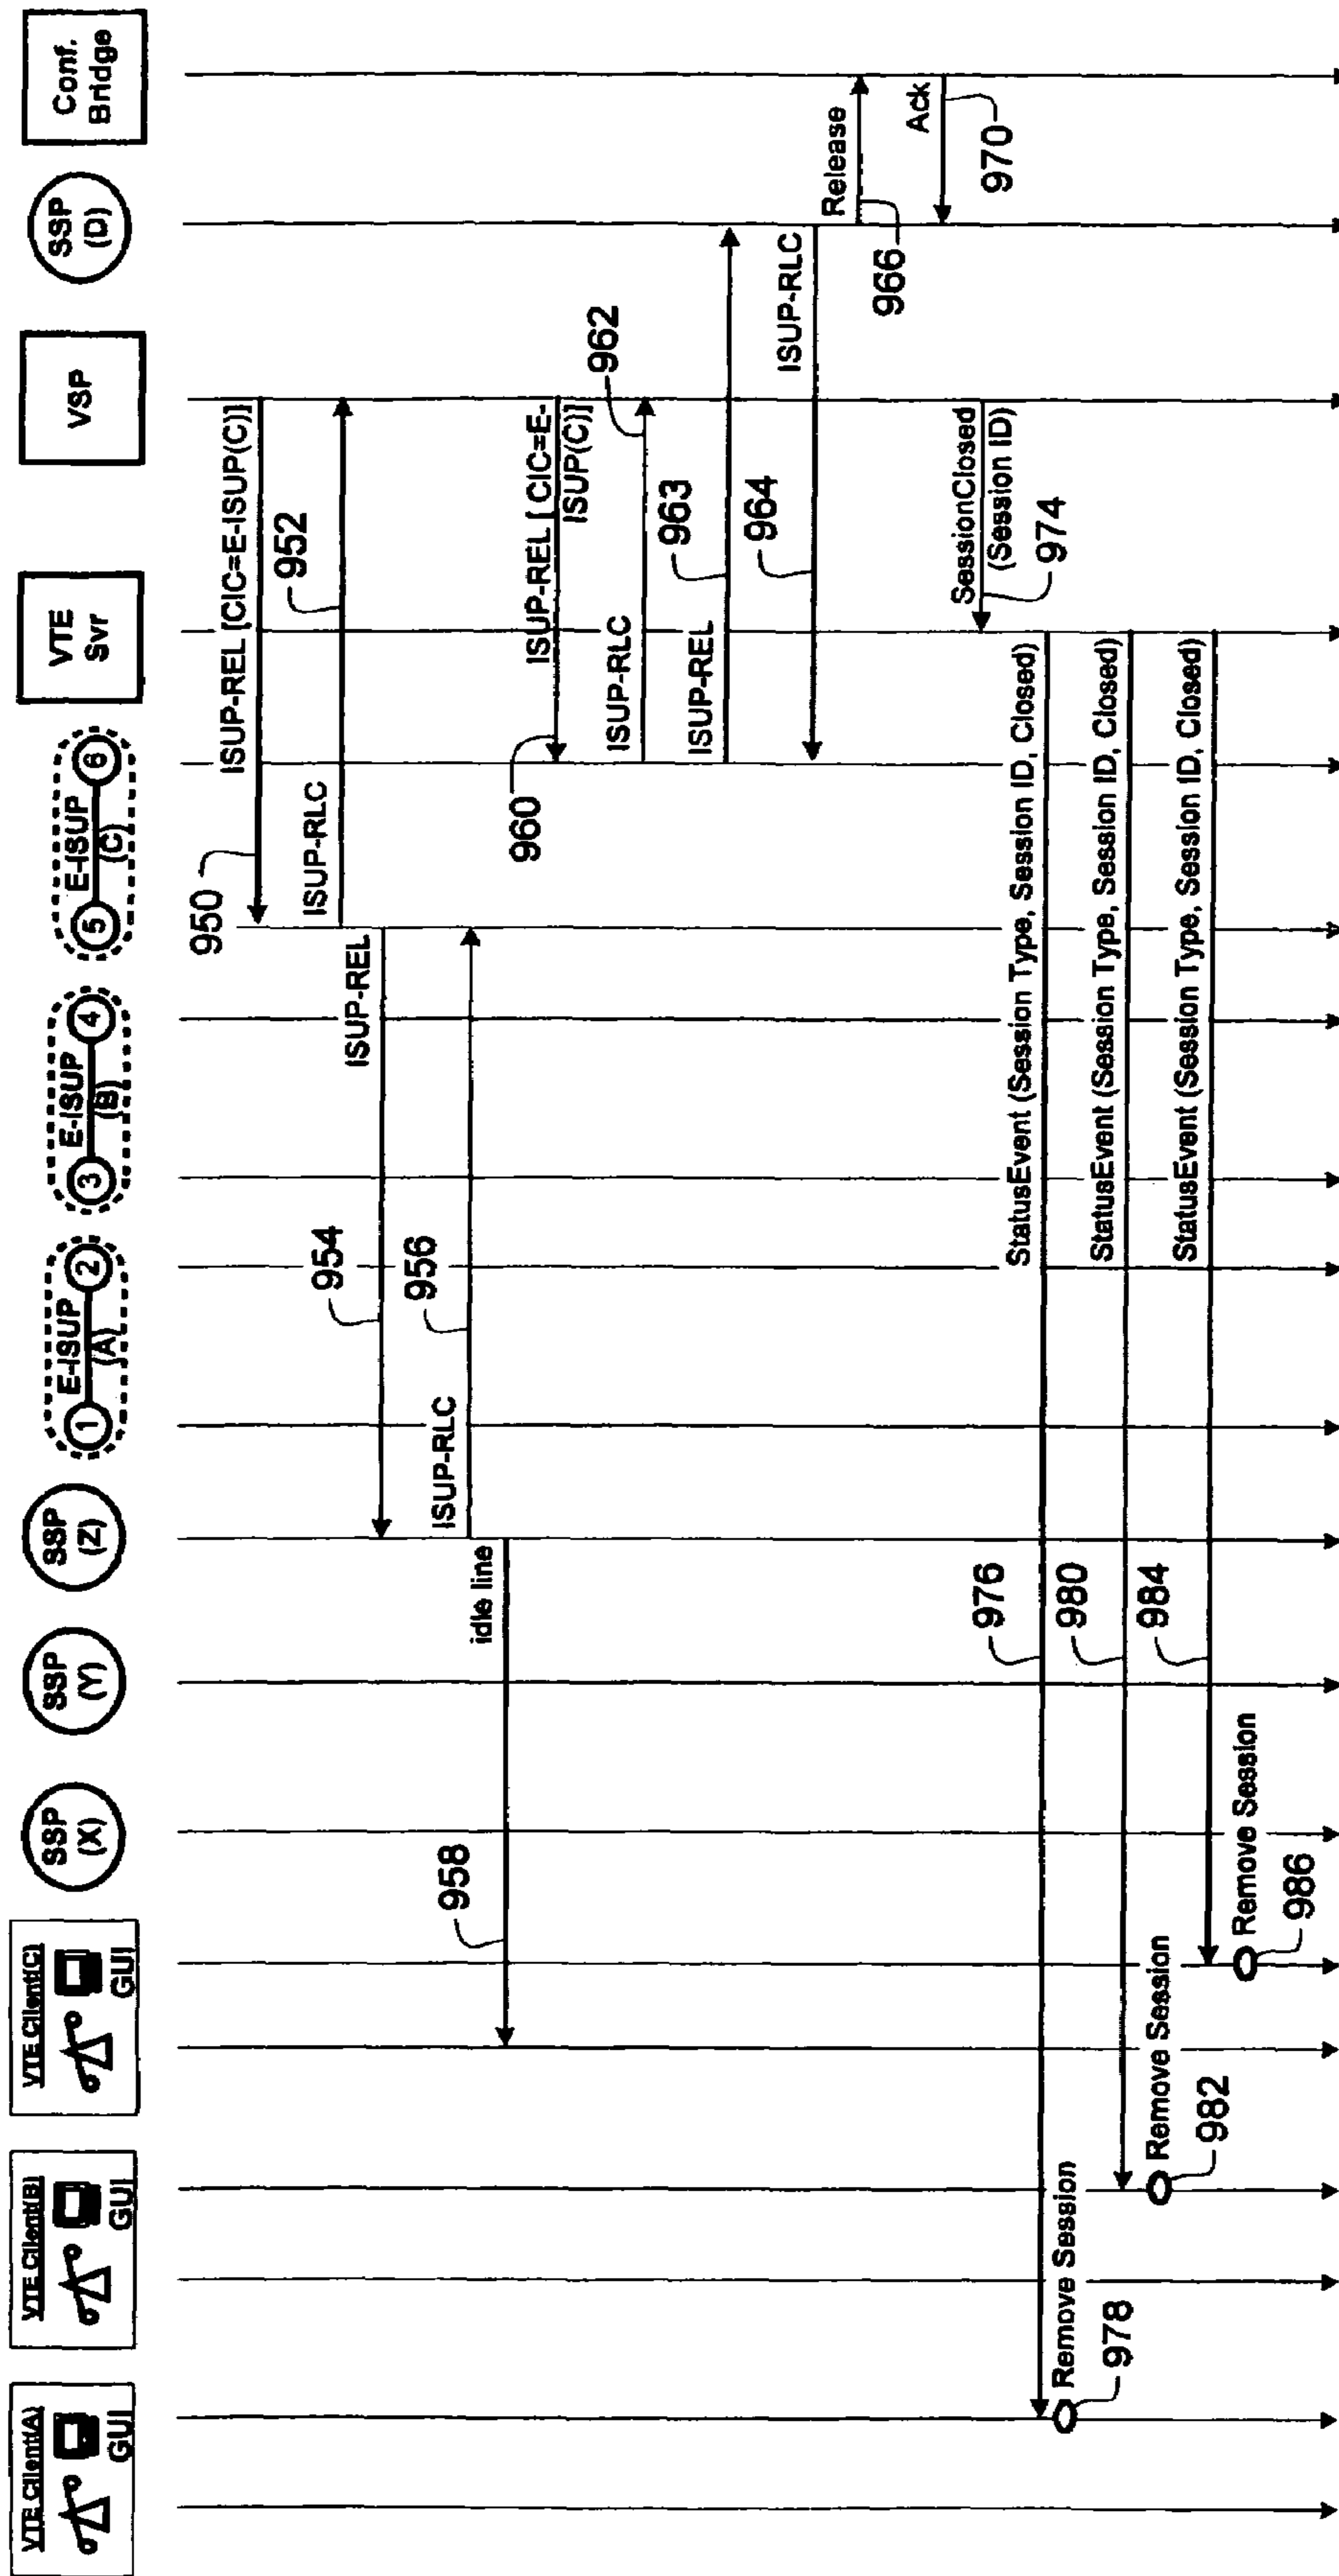 VTE Client(A)
GUI
VTE Client(B)
GUI
VTE Client(C)
GUI
SSP
(X)
SSP
(Y)
SSP
(Z)
1
E-ISUP
(A)
2
3
E-ISUP
(B)
4
5
E-ISUP
(C)
6
VTE
Svr
VSP
SSP
(D)
Conf.
Bridge
950
ISUP-REL [CIC=E-ISUP(C)]
ISUP-RLC
952
954
ISUP-REL
ISUP-RLC
956
958
idle line
960
ISUP-REL [ CIC=E-
ISUP(C)]
ISUP-RLC
962
ISUP-REL
963
964
ISUP-RLC
Release
966
Ack
970
SessionClosed
(Session ID)
974
976
StatusEvent (Session Type, Session ID, Closed)
Remove Session
978
980
StatusEvent (Session Type, Session ID, Closed)
Remove Session
982
984
StatusEvent (Session Type, Session ID, Closed)
Remove Session
986